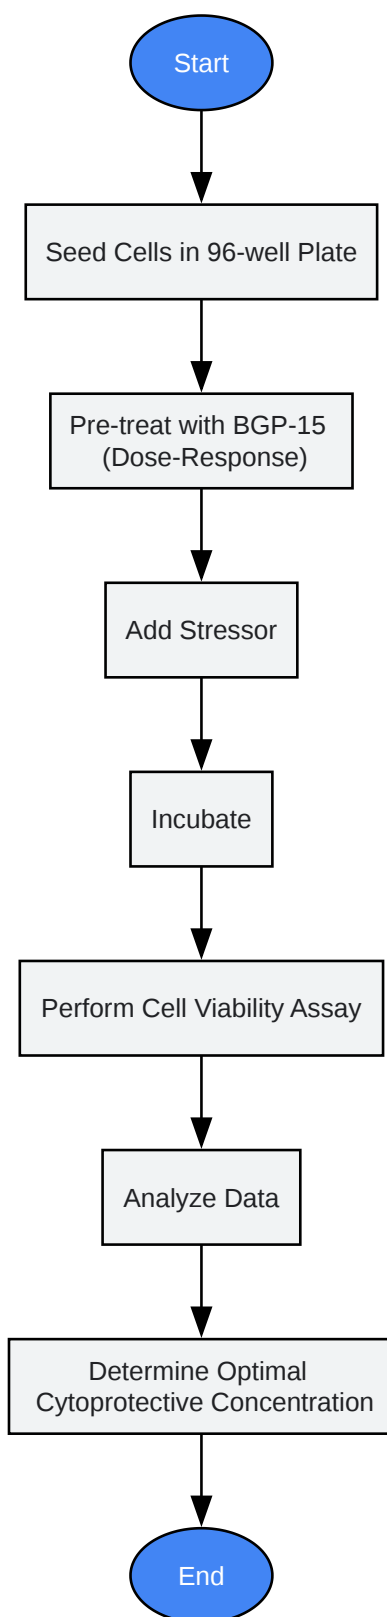 Start
Seed Cells in 96-well Plate
Pre-treat with BGP-15
(Dose-Response)
Add Stressor
Incubate
Perform Cell Viability Assay
Analyze Data
Determine Optimal
Cytoprotective Concentration
End